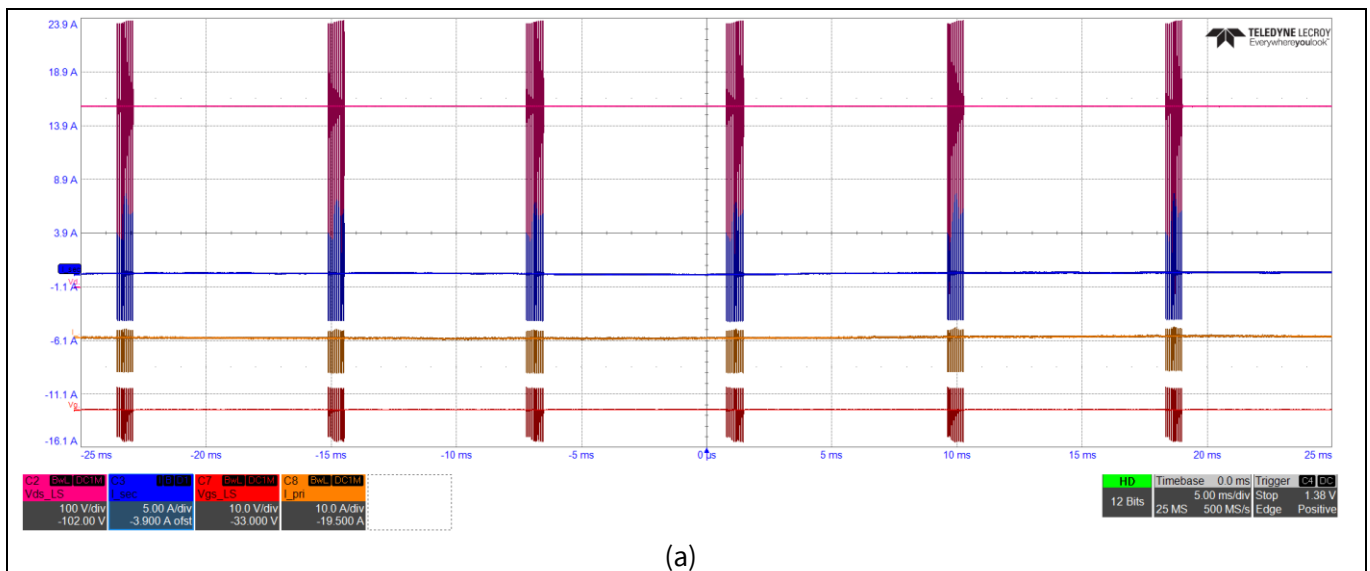 23.9 A
TELEDYNE LECROY
Everywhereyoulook™
18.9 A
13.9 A
8.9 A
3.9 A
-1.1 A
-6.1 A
-11.1 A
-16.1 A
-25 ms -20 ms -15 ms -10 ms -5 ms 0 µs 5 ms 10 ms 15 ms 20 ms 25 ms
C2 BwL DC1M C3 C7 BwL DC1M C8 BwL DC1M HD Timebase 0.0 ms Trigger C4 DC
Vds_LS I_sec Vgs_LS I_pri 12 Bits 5.00 ms/div Stop 1.38 V
100 V/div 5.00 A/div 10.0 V/div 10.0 A/div 25 MS 500 MS/s Edge Positive
-102.00 V -3.900 A ofst -33.000 V -19.500 A
(a)